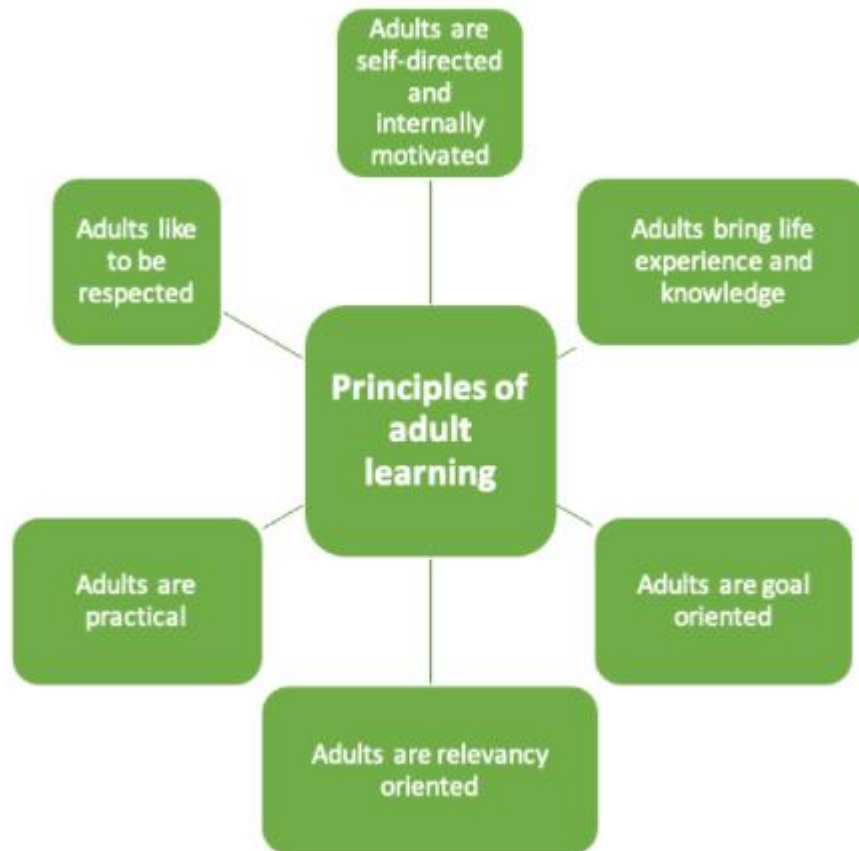 Adults are
self-directed
and
internally
motivated
Adults like
to be
respected
Adults bring life
experience and
knowledge
Principles of
adult
learning
Adults are
practical
Adults are goal
oriented
Adults are relevancy
oriented